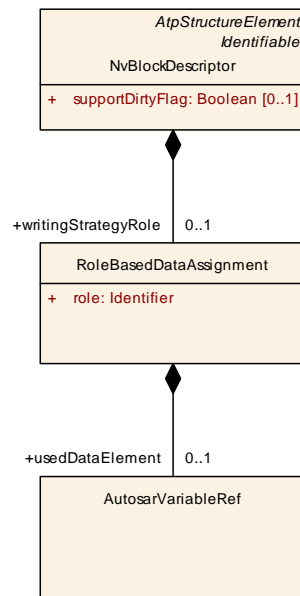 AtpStructureElement
Identifiable
NvBlockDescriptor
+ supportDirtyFlag: Boolean [0..1]
+writingStrategyRole 0..1
RoleBasedDataAssignment
+ role: Identifier
+usedDataElement 0..1
AutosarVariableRef